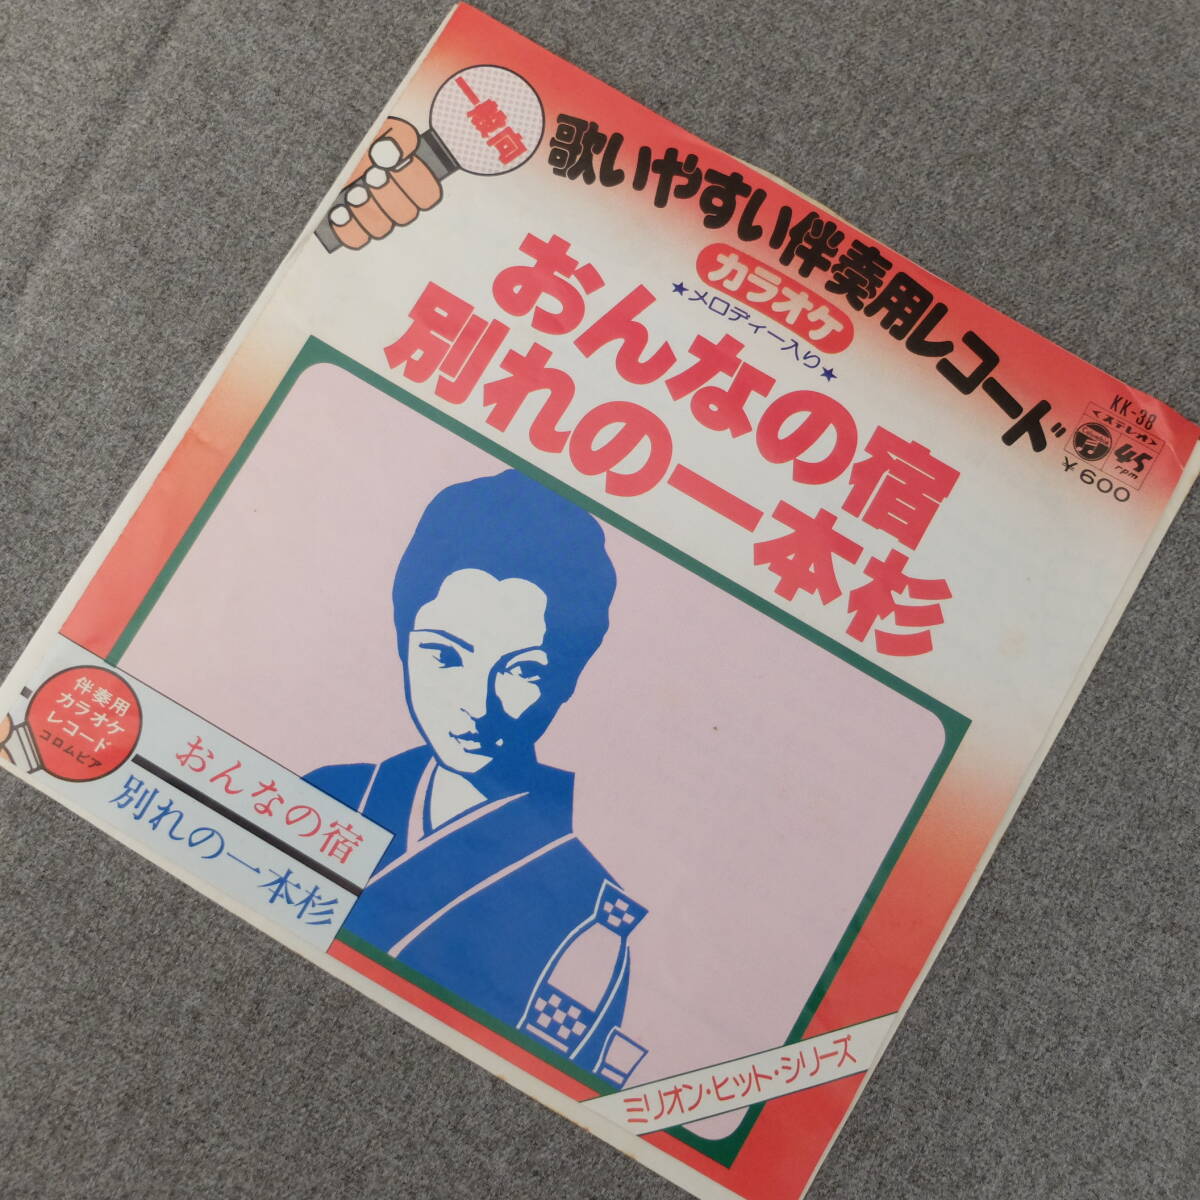 一般向
歌いやすい伴奏用レコード
カラオケ
★メロディー入り★
おんなの宿
別れの一本杉
KK-38
<ステレオ>
Columbia
45
rpm
¥600
伴奏用
カラオケ
レコード
コロムビア
おんなの宿
別れの一本杉
ミリオン・ヒット・シリーズ